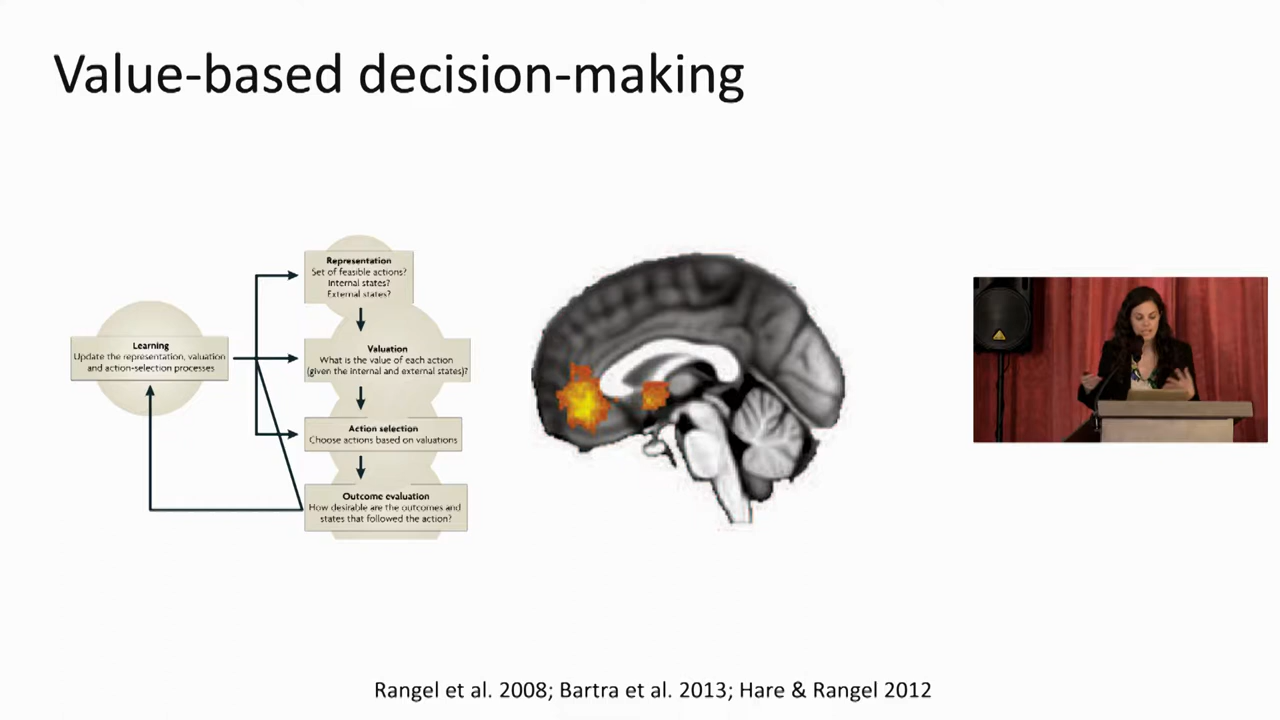 Value-based decision-making
Representation
Set of feasible actions?
Internal states?
External states?
Learning
Update the representation, valuation
and action-selection processes
Valuation
What is the value of each action
(given the internal and external states)?
Action selection
Choose actions based on valuations
Outcome evaluation
How desirable are the outcomes and
states that followed the action?
Rangel et al. 2008; Bartra et al. 2013; Hare & Rangel 2012